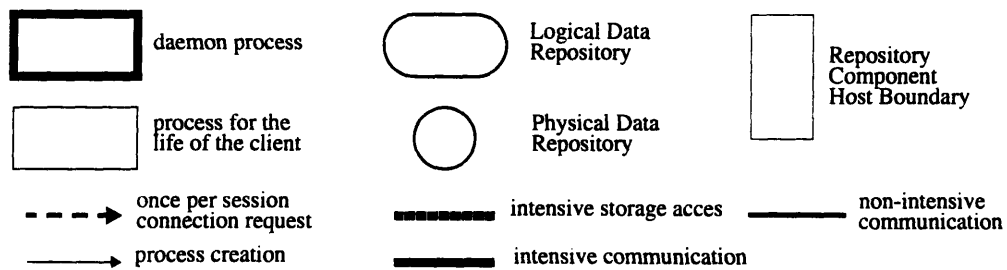 daemon process
Logical Data
Repository
Repository
Component
Host Boundary
process for the
life of the client
Physical Data
Repository
once per session
connection request
intensive storage acces
non-intensive
communication
process creation
intensive communication